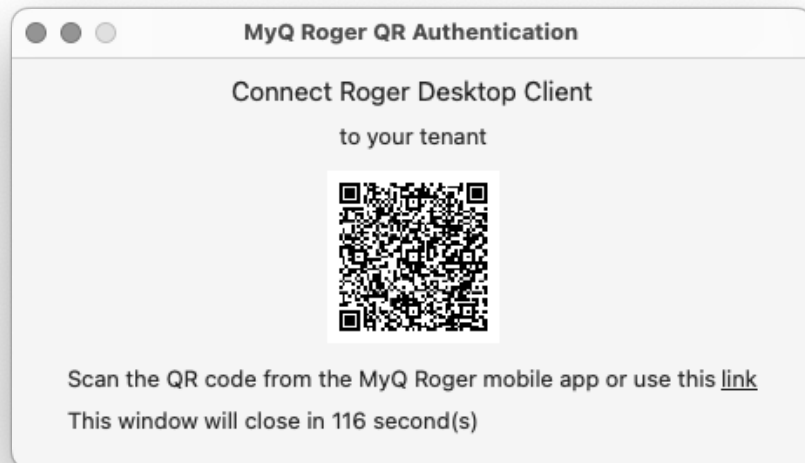 MyQ Roger QR Authentication
Connect Roger Desktop Client
to your tenant
Scan the QR code from the MyQ Roger mobile app or use this link
This window will close in 116 second(s)